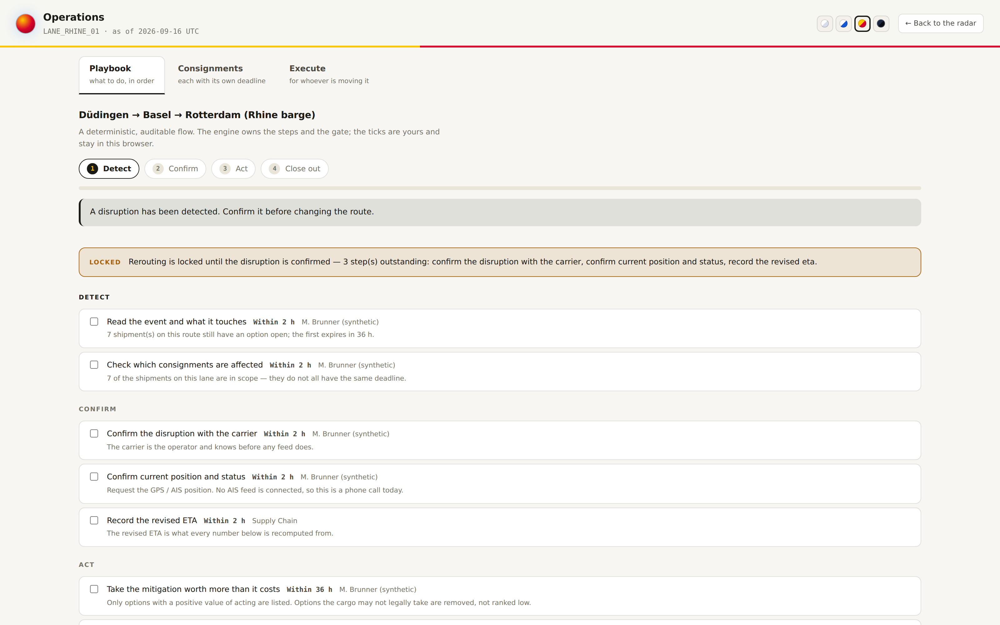 Operations
LANE_RHINE_01 · as of 2026-09-16 UTC
← Back to the radar
Playbook
what to do, in order
Consignments
each with its own deadline
Execute
for whoever is moving it
Düdingen → Basel → Rotterdam (Rhine barge)
A deterministic, auditable flow. The engine owns the steps and the gate; the ticks are yours and
stay in this browser.
1 Detect
2 Confirm
3 Act
4 Close out
A disruption has been detected. Confirm it before changing the route.
LOCKED Rerouting is locked until the disruption is confirmed — 3 step(s) outstanding: confirm the disruption with the carrier, confirm current position and status, record the revised eta.
DETECT
Read the event and what it touches Within 2 h M. Brunner (synthetic)
7 shipment(s) on this route still have an option open; the first expires in 36 h.
Check which consignments are affected Within 2 h M. Brunner (synthetic)
7 of the shipments on this lane are in scope — they do not all have the same deadline.
CONFIRM
Confirm the disruption with the carrier Within 2 h M. Brunner (synthetic)
The carrier is the operator and knows before any feed does.
Confirm current position and status Within 2 h M. Brunner (synthetic)
Request the GPS / AIS position. No AIS feed is connected, so this is a phone call today.
Record the revised ETA Within 2 h Supply Chain
The revised ETA is what every number below is recomputed from.
ACT
Take the mitigation worth more than it costs Within 36 h M. Brunner (synthetic)
Only options with a positive value of acting are listed. Options the cargo may not legally take are removed, not ranked low.